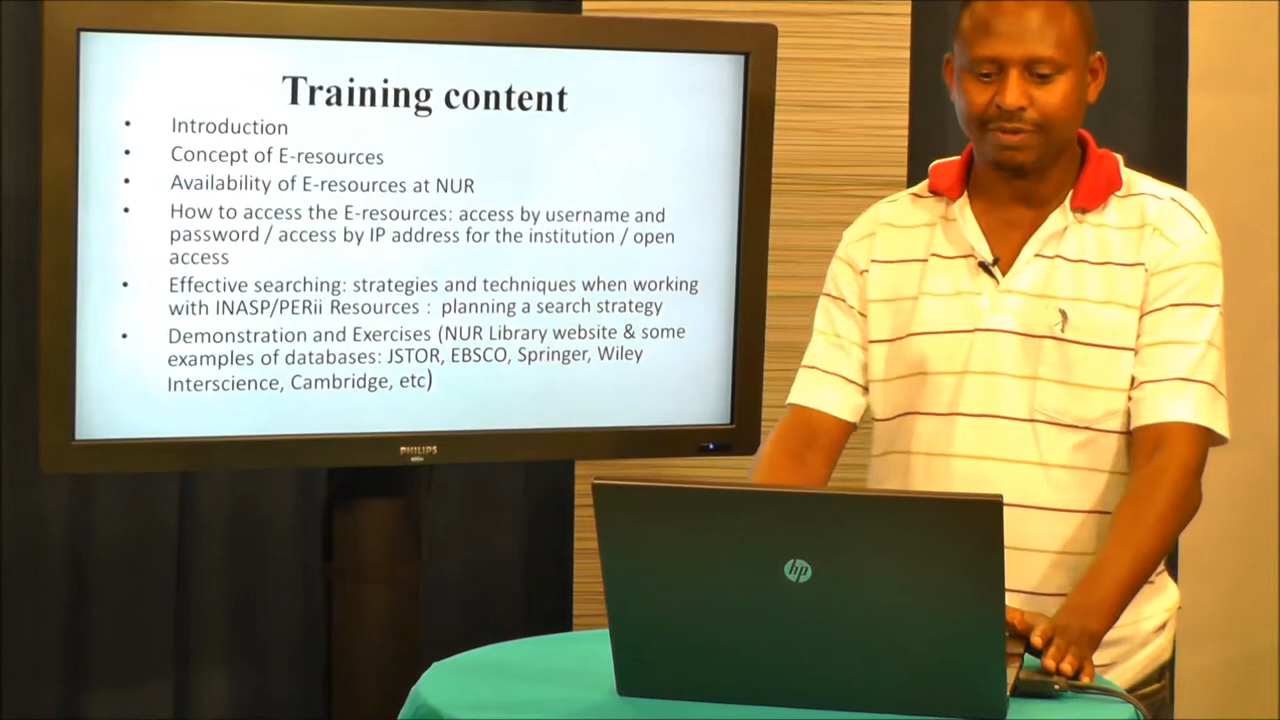 Training content
• Introduction
• Concept of E-resources
• Availability of E-resources at NUR
• How to access the E-resources: access by username and
password / access by IP address for the institution / open
access
• Effective searching: strategies and techniques when working
with INASP/PERii Resources : planning a search strategy
• Demonstration and Exercises (NUR Library website & some
examples of databases: JSTOR, EBSCO, Springer, Wiley
Interscience, Cambridge, etc)
PHILIPS
hp